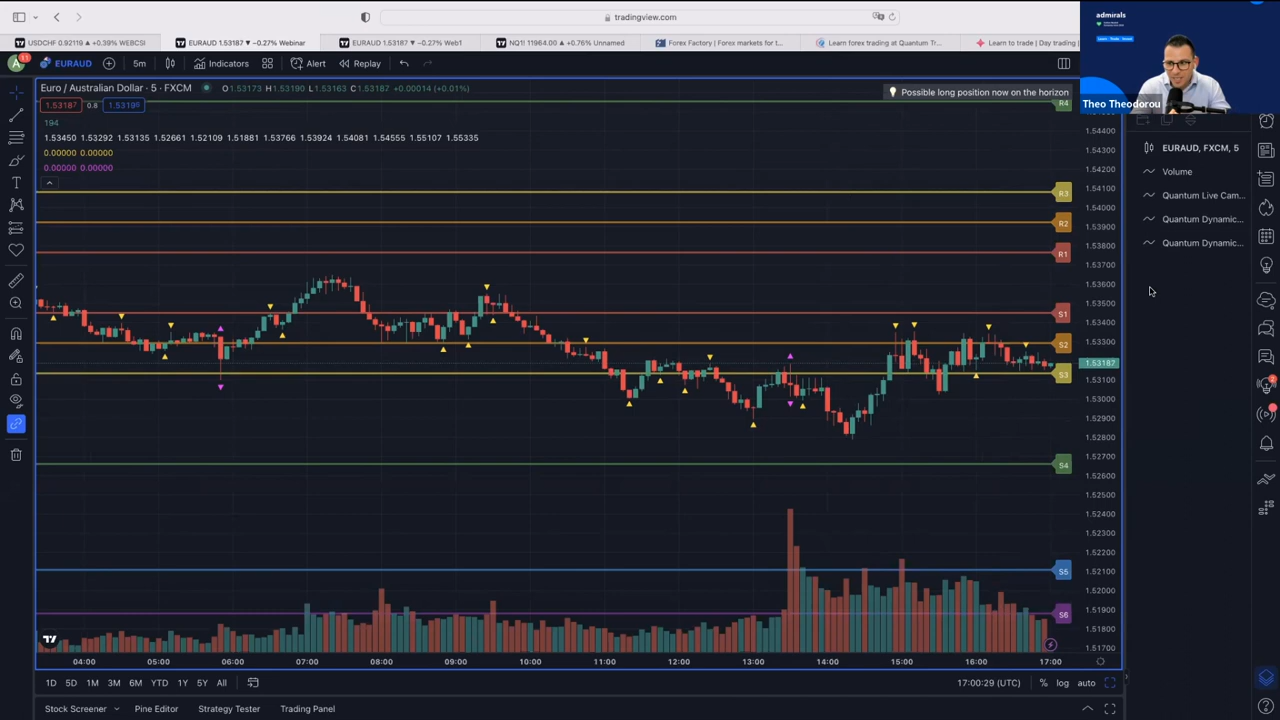 tradingview.com
USDCHF 0.92119 ▲ +0.39% WEBCSI
EURAUD 1.53187 ▼ −0.27% Webinar
EURAUD 1.53187 ▼ −0.27% Web1
NQ1! 11964.00 ▲ +0.76% Unnamed
Forex Factory | Forex markets for t...
Learn forex trading at Quantum Tr...
Learn to trade | Day trading
admirals
Learn . Trade . Invest
Theo Theodorou
A 11
EURAUD
5m
Indicators
Alert
Replay
Euro / Australian Dollar · 5 · FXCM
O1.53173 H1.53190 L1.53163 C1.53187 +0.00014 (+0.01%)
Possible long position now on the horizon
1.53187 0.8 1.53195
194
1.53450 1.53292 1.53135 1.52661 1.52109 1.51881 1.53766 1.53924 1.54081 1.54555 1.55107 1.55335
0.00000 0.00000
0.00000 0.00000
R4
R3
R2
R1
S1
S2
S3
S4
S5
S6
1.54400
1.54300
1.54200
1.54100
1.54000
1.53900
1.53800
1.53700
1.53600
1.53500
1.53400
1.53300
1.53187
1.53100
1.53000
1.52900
1.52800
1.52700
1.52600
1.52500
1.52400
1.52300
1.52200
1.52100
1.52000
1.51900
1.51800
1.51700
EURAUD, FXCM, 5
Volume
Quantum Live Cam...
Quantum Dynamic...
Quantum Dynamic...
04:00 05:00 06:00 07:00 08:00 09:00 10:00 11:00 12:00 13:00 14:00 15:00 16:00 17:00
1D 5D 1M 3M 6M YTD 1Y 5Y All
17:00:29 (UTC) % log auto
Stock Screener Pine Editor Strategy Tester Trading Panel